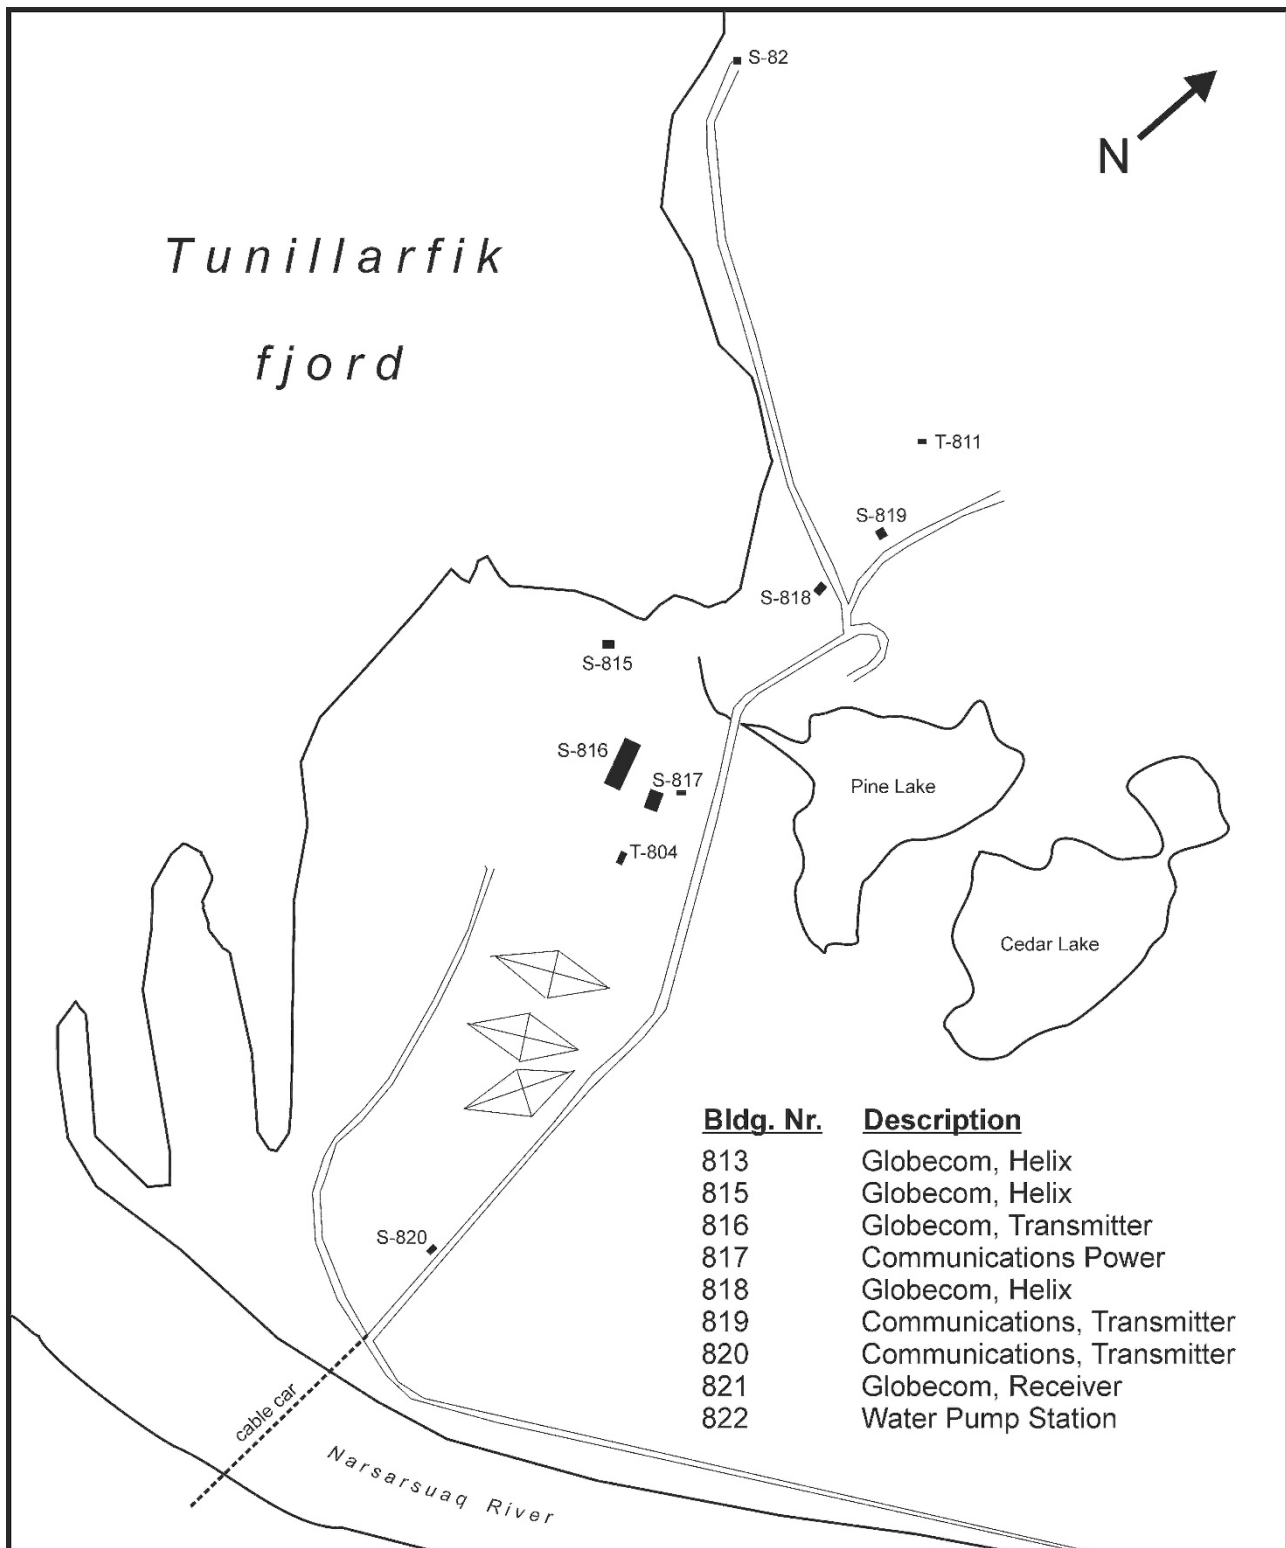 S-82
N
Tunillarfik
fjord
T-811
S-819
S-818
S-815
S-816
S-817
Pine Lake
T-804
Cedar Lake
Bldg. Nr. Description
813 Globecom, Helix
815 Globecom, Helix
816 Globecom, Transmitter
817 Communications Power
818 Globecom, Helix
819 Communications, Transmitter
820 Communications, Transmitter
821 Globecom, Receiver
822 Water Pump Station
S-820
cable car
Narsarsuaq River